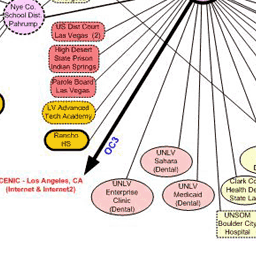 Nye Co.
School Dist.
Pahrump
US Dist Court
Las Vegas (2)
High Desert
State Prison
Indian Springs
Parole Board
Las Vegas
LV Advanced
Tech Academy
Rancho
HS
OC3
CENIC - Los Angeles, CA
(Internet & Internet2)
UNLV
Enterprise
Clinic
(Dental)
UNLV
Sahara
(Dental)
UNLV
Medicaid
(Dental)
Clark Co
Health De
State La
UNSOM
Boulder City
Hospital